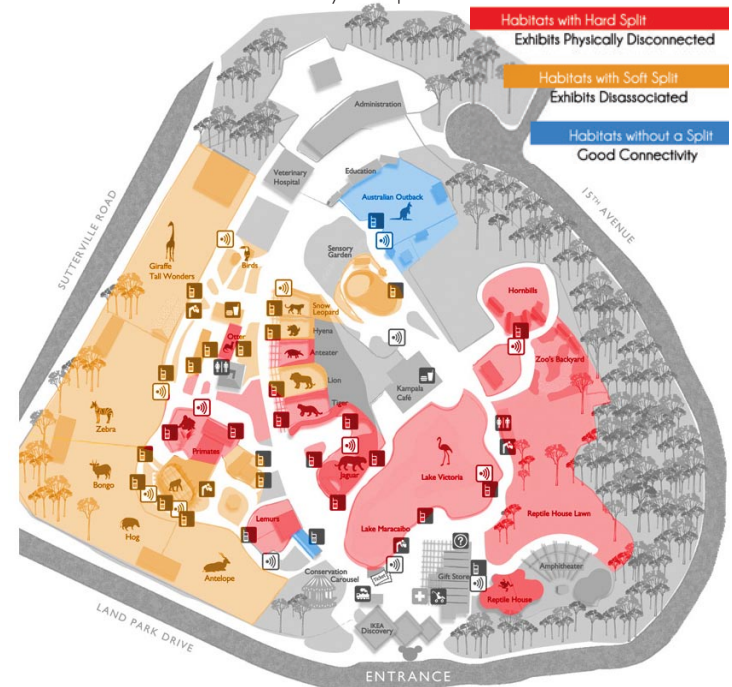 Habitats with Hard Split
Exhibits Physically Disconnected
Habitats with Soft Split
Exhibits Disassociated
Habitats without a Split
Good Connectivity
Administration
Veterinary
Hospital
Education
Australian Outback
SUTTERVILLE ROAD
15TH AVENUE
Sensory
Garden
Giraffe
Tall Wonders
Birds
Snow
Leopard
Hornbills
Otter
Hyena
Anteater
Zoo's Backyard
Lion
Kampala
Café
Tiger
Zebra
Primates
Jaguar
Lake Victoria
Bongo
Lemurs
Lake Maracaibo
Reptile House Lawn
Hog
Antelope
Conservation
Carousel
Ticket
Gift Store
Amphitheater
Reptile House
IKEA
Discovery
LAND PARK DRIVE
ENTRANCE